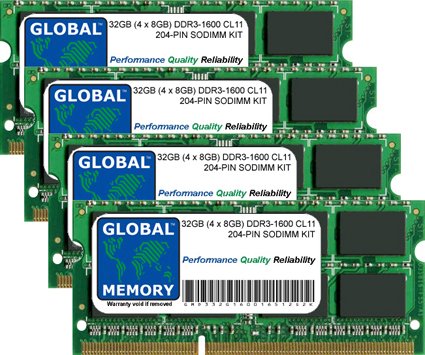 GLOBAL
32GB (4 x 8GB) DDR3-1600 CL11
204-PIN SODIMM KIT
Performance Quality Reliability
GLOBAL
32GB (4 x 8GB) DDR3-1600 CL11
204-PIN SODIMM KIT
Performance Quality Reliability
GLOBAL
32GB (4 x 8GB) DDR3-1600 CL11
204-PIN SODIMM KIT
Performance Quality Reliability
GLOBAL
MEMORY
Warranty void if removed
32GB (4 x 8GB) DDR3-1600 CL11
204-PIN SODIMM KIT
Performance Quality Reliability